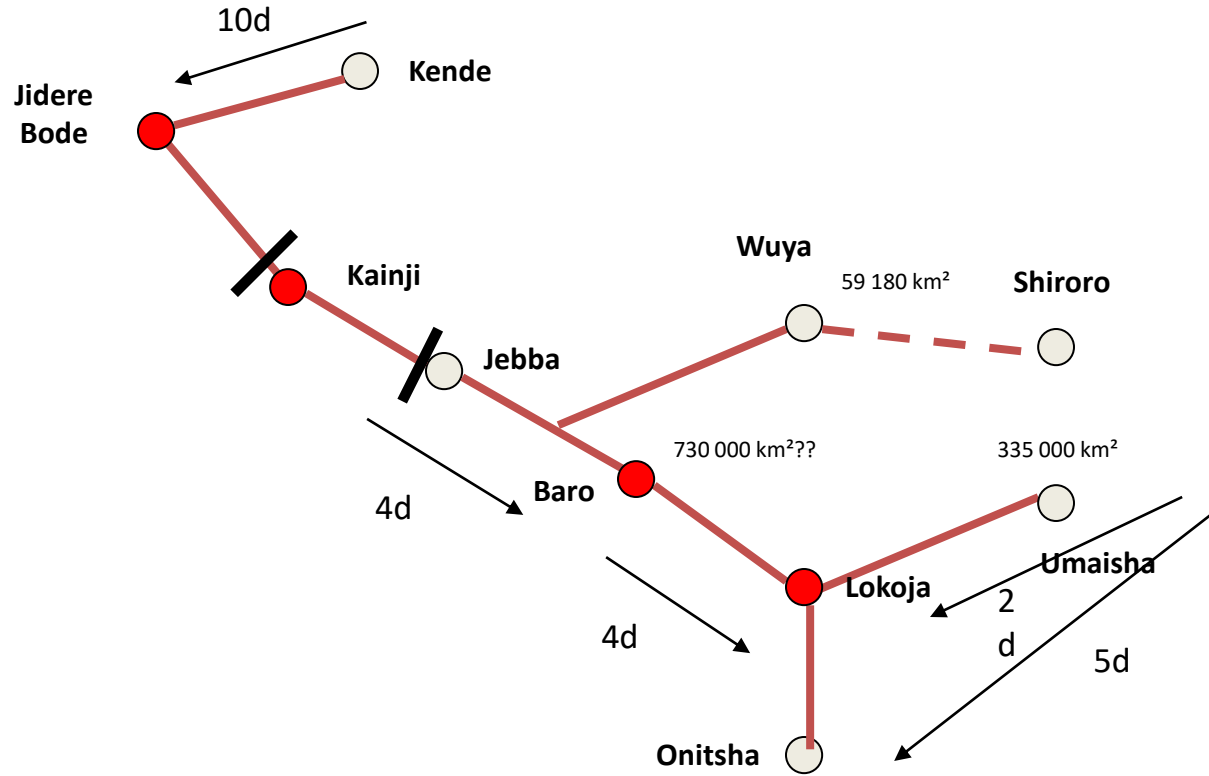 10d
Kende
Jidere
Bode
Wuya
59 180 km²
Shiroro
Kainji
Jebba
730 000 km²??
335 000 km²
Baro
4d
Umaisha
Lokoja
2
d
4d
5d
Onitsha